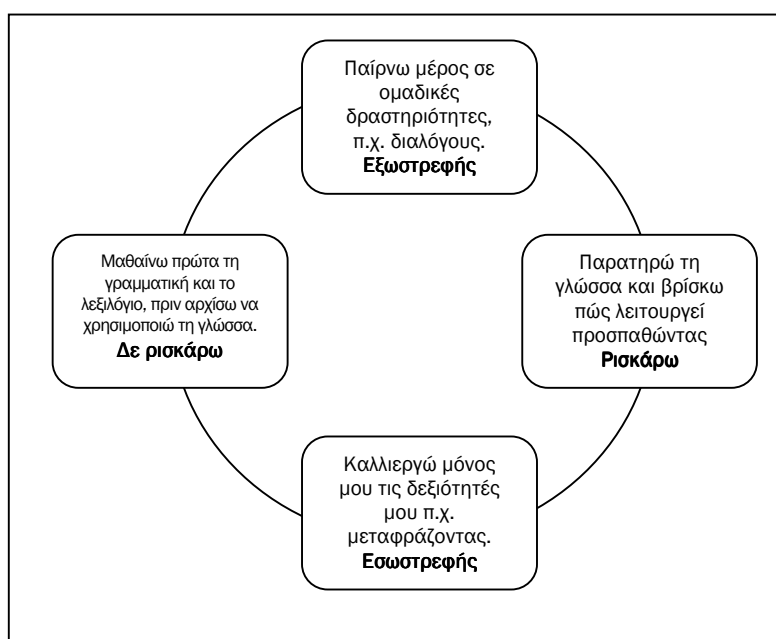 Παίρνω μέρος σε
ομαδικές
δραστηριότητες,
π.χ. διαλόγους.
Εξωστρεφής
Μαθαίνω πρώτα τη
γραμματική και το
λεξιλόγιο, πριν αρχίσω να
χρησιμοποιώ τη γλώσσα.
Δε ρισκάρω
Παρατηρώ τη
γλώσσα και βρίσκω
πώς λειτουργεί
προσπαθώντας
Ρισκάρω
Καλλιεργώ μόνος
μου τις δεξιότητές
μου π.χ.
μεταφράζοντας.
Εσωστρεφής